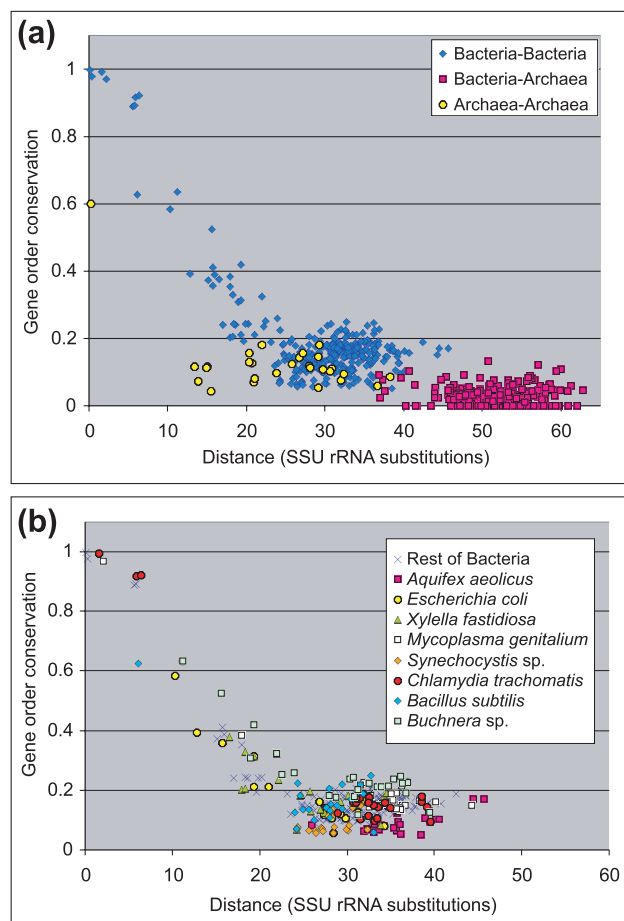 (a)
Bacteria-Bacteria
Bacteria-Archaea
Archaea-Archaea
Gene order conservation
1
0.8
0.6
0.4
0.2
0
0 10 20 30 40 50 60
Distance (SSU rRNA substitutions)
(b)
Rest of Bacteria
Aquifex aeolicus
Escherichia coli
Xylella fastidiosa
Mycoplasma genitalium
Synechocystis sp.
Chlamydia trachomatis
Bacillus subtilis
Buchnera sp.
Gene order conservation
1
0.8
0.6
0.4
0.2
0
0 10 20 30 40 50 60
Distance (SSU rRNA substitutions)